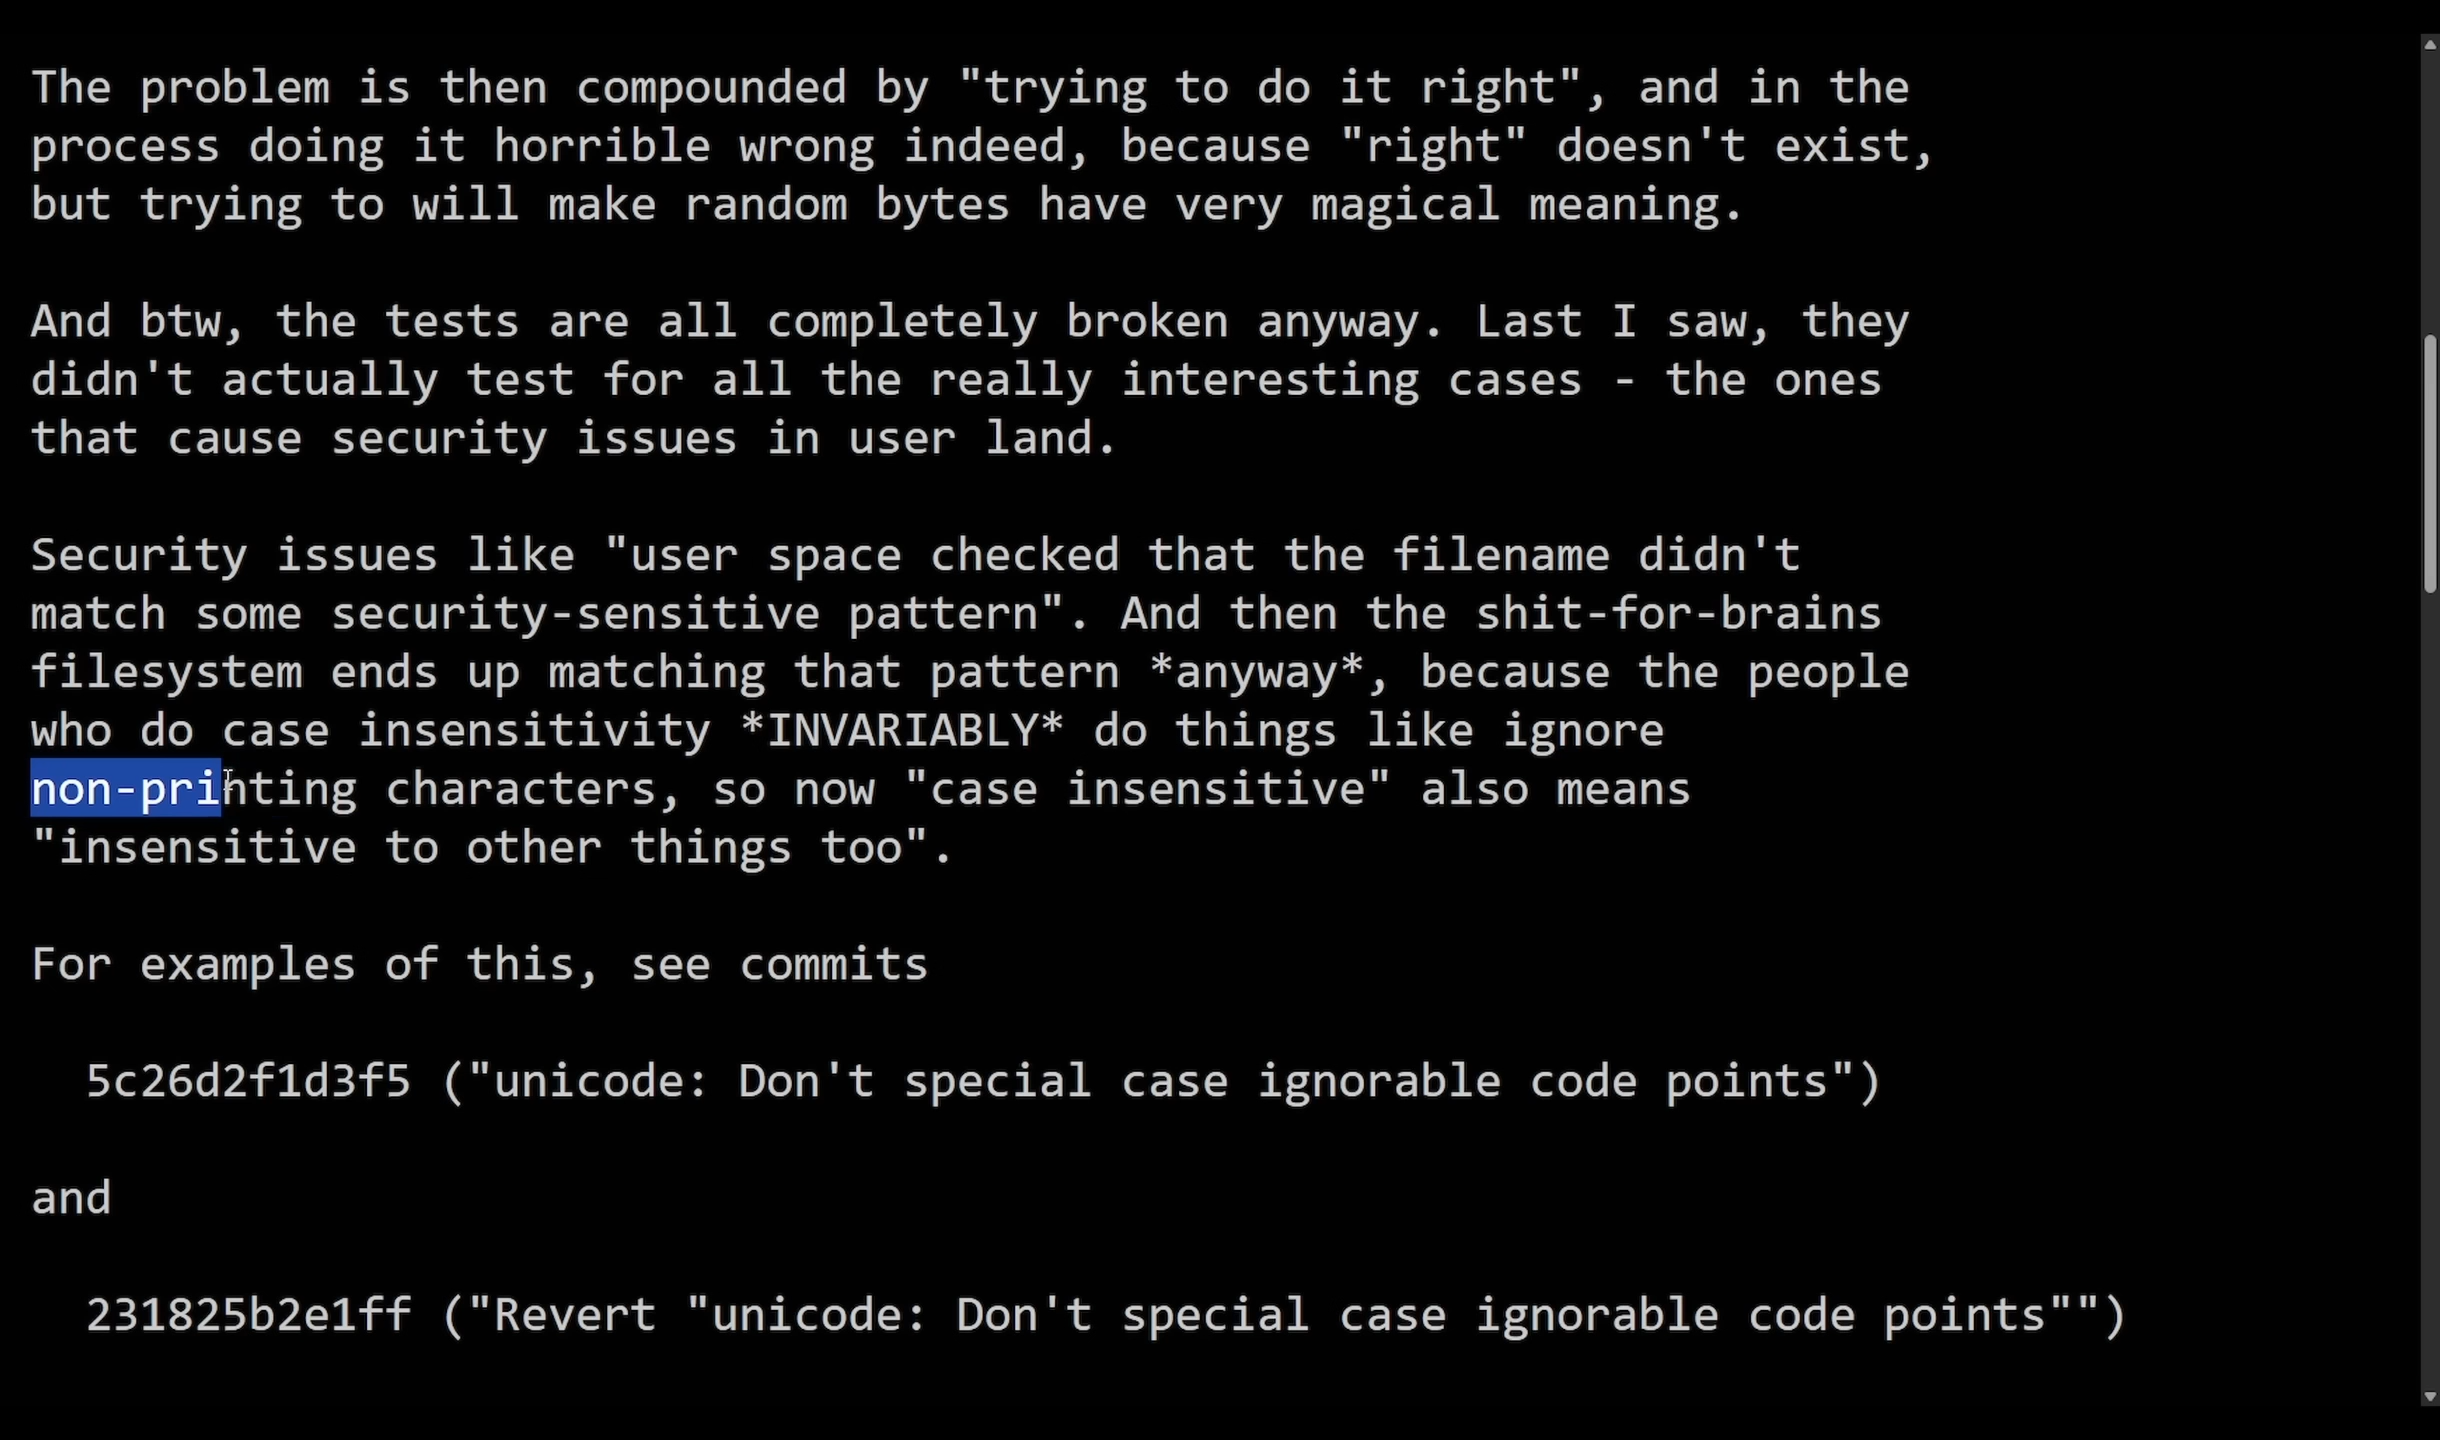 The problem is then compounded by "trying to do it right", and in the
process doing it horrible wrong indeed, because "right" doesn't exist,
but trying to will make random bytes have very magical meaning.
And btw, the tests are all completely broken anyway. Last I saw, they
didn't actually test for all the really interesting cases - the ones
that cause security issues in user land.
Security issues like "user space checked that the filename didn't
match some security-sensitive pattern". And then the shit-for-brains
filesystem ends up matching that pattern *anyway*, because the people
who do case insensitivity *INVARIABLY* do things like ignore
non-printing characters, so now "case insensitive" also means
"insensitive to other things too".
For examples of this, see commits
5c26d2f1d3f5 ("unicode: Don't special case ignorable code points")
and
231825b2e1ff ("Revert "unicode: Don't special case ignorable code points"")